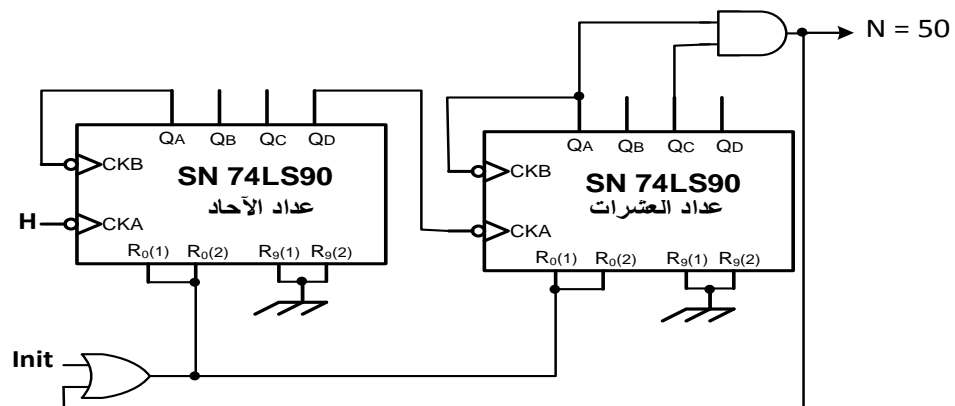 N = 50
QA QB QC QD
CKB
SN 74LS90
عداد الآحاد
H
CKA
R0(1) R0(2) R9(1) R9(2)
QA QB QC QD
CKB
SN 74LS90
عداد العشرات
CKA
R0(1) R0(2) R9(1) R9(2)
Init